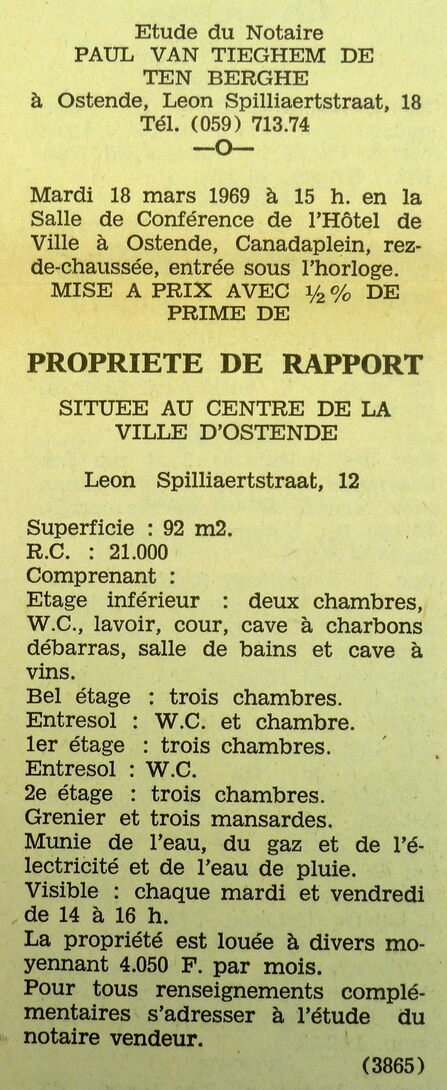 Etude du Notaire
PAUL VAN TIEGHEM DE
TEN BERGHE
à Ostende, Leon Spilliaertstraat, 18
Tél. (059) 713.74
—O—
Mardi 18 mars 1969 à 15 h. en la
Salle de Conférence de l'Hôtel de
Ville à Ostende, Canadaplein, rez-
de-chaussée, entrée sous l'horloge.
MISE A PRIX AVEC ½% DE
PRIME DE
PROPRIETE DE RAPPORT
SITUEE AU CENTRE DE LA
VILLE D'OSTENDE
Leon Spilliaertstraat, 12
Superficie : 92 m2.
R.C. : 21.000
Comprenant :
Etage inférieur : deux chambres,
W.C., lavoir, cour, cave à charbons
débarras, salle de bains et cave à
vins.
Bel étage : trois chambres.
Entresol : W.C. et chambre.
1er étage : trois chambres.
Entresol : W.C.
2e étage : trois chambres.
Grenier et trois mansardes.
Munie de l'eau, du gaz et de l'é-
lectricité et de l'eau de pluie.
Visible : chaque mardi et vendredi
de 14 à 16 h.
La propriété est louée à divers mo-
yennant 4.050 F. par mois.
Pour tous renseignements complé-
mentaires s'adresser à l'étude du
notaire vendeur.
(3865)